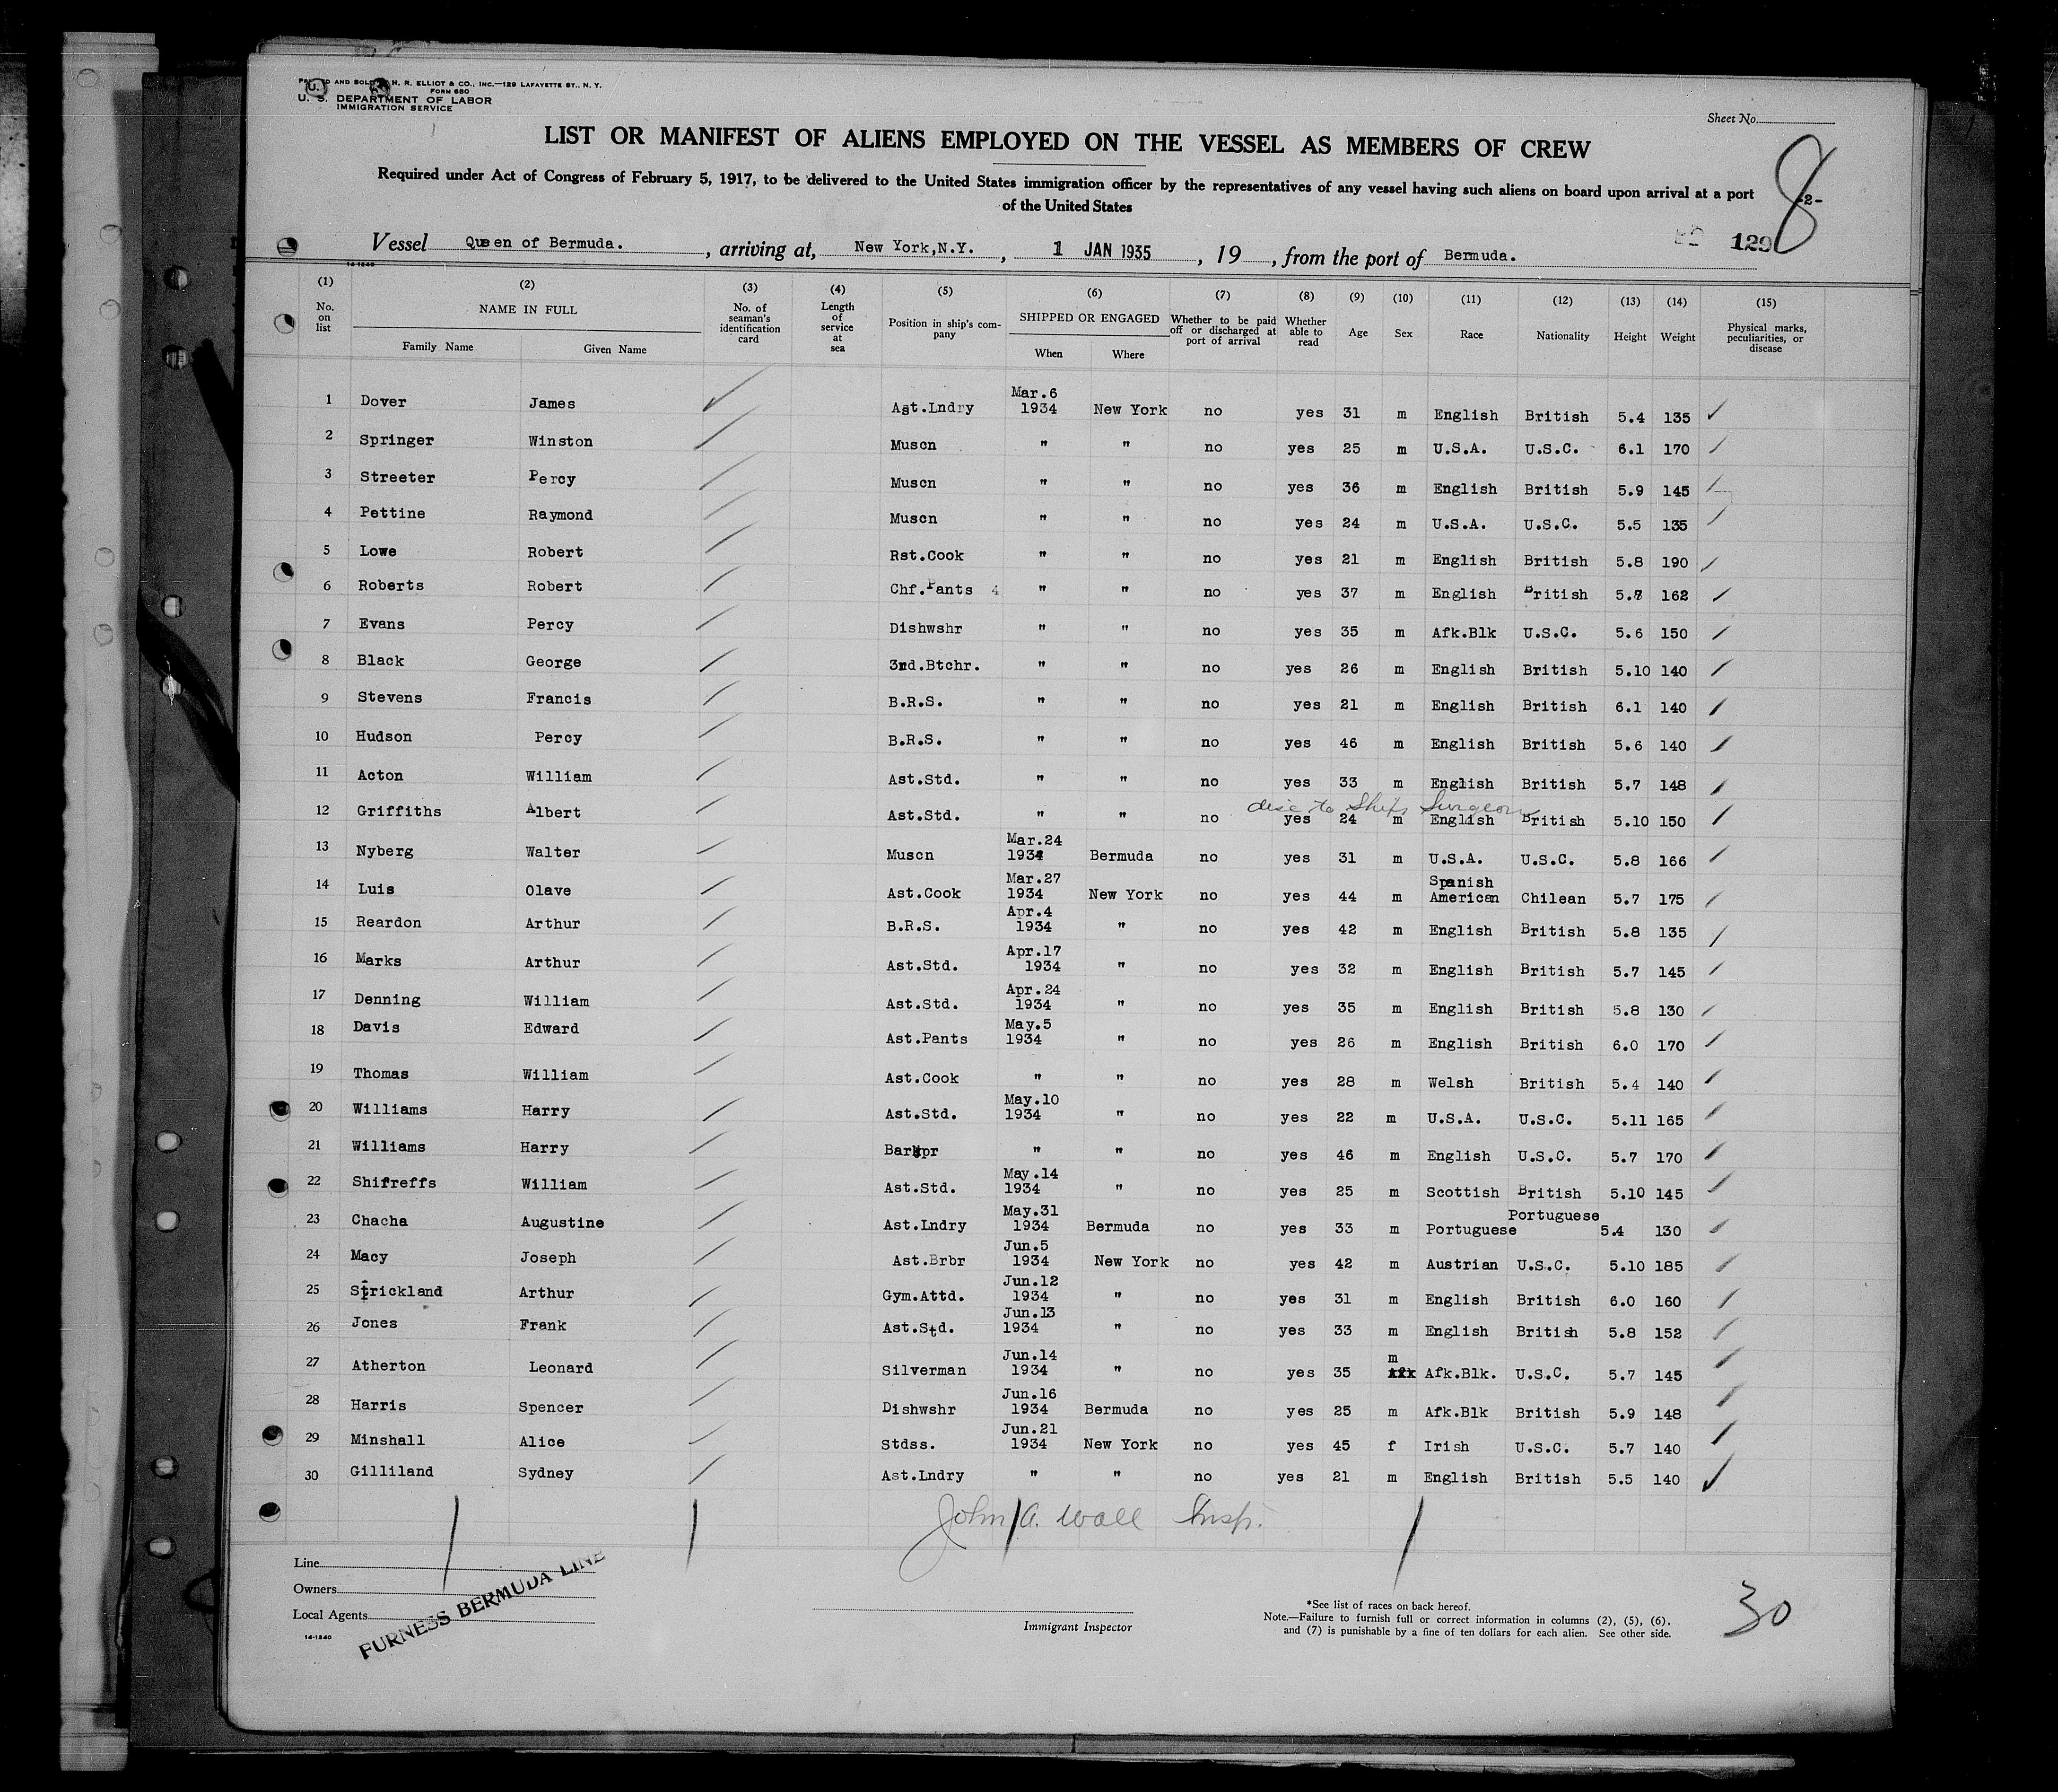 AND SOLD H. R. ELLIOT & CO., INC.—129 LAFAYETTE ST., N. Y.
FORM 680
U. S. DEPARTMENT OF LABOR
IMMIGRATION SERVICE
Sheet No.
LIST OR MANIFEST OF ALIENS EMPLOYED ON THE VESSEL AS MEMBERS OF CREW
Required under Act of Congress of February 5, 1917, to be delivered to the United States immigration officer by the representatives of any vessel having such aliens on board upon arrival at a port
of the United States
8
-2-
129
Vessel Queen of Bermuda. , arriving at, New York,N.Y. , 1 JAN 1935 , 19 , from the port of Bermuda.
14-1240
(1) (2) (3) (4) (5) (6) (7) (8) (9) (10) (11) (12) (13) (14) (15)
No. on list NAME IN FULL Family Name Given Name No. of seaman's identification card Length of service at sea Position in ship's company SHIPPED OR ENGAGED When Where Whether to be paid off or discharged at port of arrival Whether able to read Age Sex Race Nationality Height Weight Physical marks, peculiarities, or disease
1 Dover James Ast.Lndry Mar.6 1934 New York no yes 31 m English British 5.4 135
2 Springer Winston Muscn " " no yes 25 m U.S.A. U.S.C. 6.1 170
3 Streeter Percy Muscn " " no yes 36 m English British 5.9 145
4 Pettine Raymond Muscn " " no yes 24 m U.S.A. U.S.C. 5.5 135
5 Lowe Robert Rst.Cook " " no yes 21 m English British 5.8 190
6 Roberts Robert Chf.Pants 4 " " no yes 37 m English British 5.8 162
7 Evans Percy Dishwshr " " no yes 35 m Afk.Blk U.S.C. 5.6 150
8 Black George 3rd.Btchr. " " no yes 26 m English British 5.10 140
9 Stevens Francis B.R.S. " " no yes 21 m English British 6.1 140
10 Hudson Percy B.R.S. " " no yes 46 m English British 5.6 140
11 Acton William Ast.Std. " " no yes 33 m English British 5.7 148
disc to Ship's Surgeon
12 Griffiths Albert Ast.Std. " " no yes 24 m English British 5.10 150
13 Nyberg Walter Muscn Mar.24 1934 Bermuda no yes 31 m U.S.A. U.S.C. 5.8 166
14 Luis Olave Ast.Cook Mar.27 1934 New York no yes 44 m Spanish American Chilean 5.7 175
15 Reardon Arthur B.R.S. Apr.4 1934 " no yes 42 m English British 5.8 135
16 Marks Arthur Ast.Std. Apr.17 1934 " no yes 32 m English British 5.7 145
17 Denning William Ast.Std. Apr.24 1934 " no yes 35 m English British 5.8 130
18 Davis Edward Ast.Pants May.5 1934 " no yes 26 m English British 6.0 170
19 Thomas William Ast.Cook " " no yes 28 m Welsh British 5.4 140
20 Williams Harry Ast.Std. May.10 1934 " no yes 22 m U.S.A. U.S.C. 5.11 165
21 Williams Harry Barkpr " " no yes 46 m English U.S.C. 5.7 170
22 Shirreffs William Ast.Std. May.14 1934 " no yes 25 m Scottish British 5.10 145
23 Chacha Augustine Ast.Lndry May.31 1934 Bermuda no yes 33 m Portuguese Portuguese 5.4 130
24 Macy Joseph Ast.Brbr Jun.5 1934 New York no yes 42 m Austrian U.S.C. 5.10 185
25 Strickland Arthur Gym.Attd. Jun.12 1934 " no yes 31 m English British 6.0 160
26 Jones Frank Ast.Std. Jun.13 1934 " no yes 33 m English British 5.8 152
27 Atherton Leonard Silverman Jun.14 1934 " no yes 35 m Afk.Blk. U.S.C. 5.7 145
28 Harris Spencer Dishwshr Jun.16 1934 Bermuda no yes 25 m Afk.Blk British 5.9 148
29 Minshall Alice Stdss. Jun.21 1934 New York no yes 45 f Irish U.S.C. 5.7 140
30 Gilliland Sydney Ast.Lndry " " no yes 21 m English British 5.5 140
John A. Wall Insp.
Line
Owners
Local Agents
FURNESS BERMUDA LINE
14-1240
Immigrant Inspector
*See list of races on back hereof.
Note.—Failure to furnish full or correct information in columns (2), (5), (6),
and (7) is punishable by a fine of ten dollars for each alien. See other side.
30